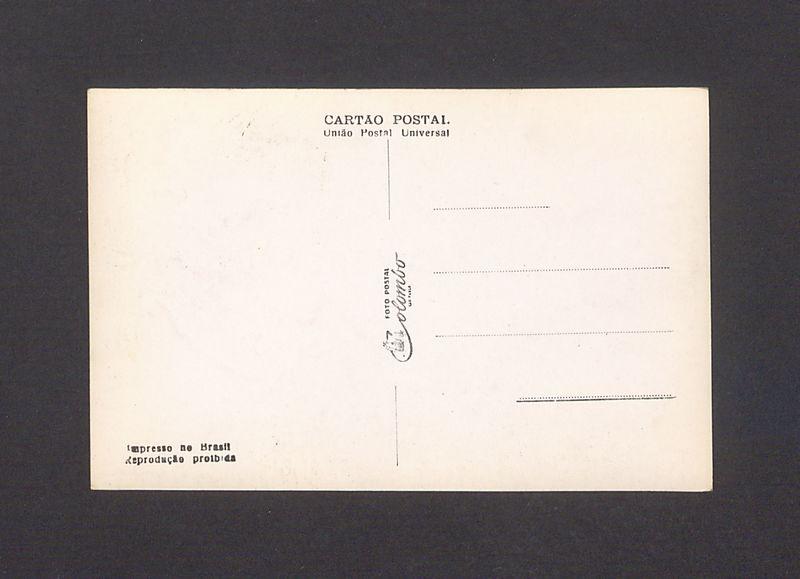 CARTÃO POSTAL
União Postal Universal
FOTO POSTAL
Colombo
Impresso no Brasil
Reprodução proibida